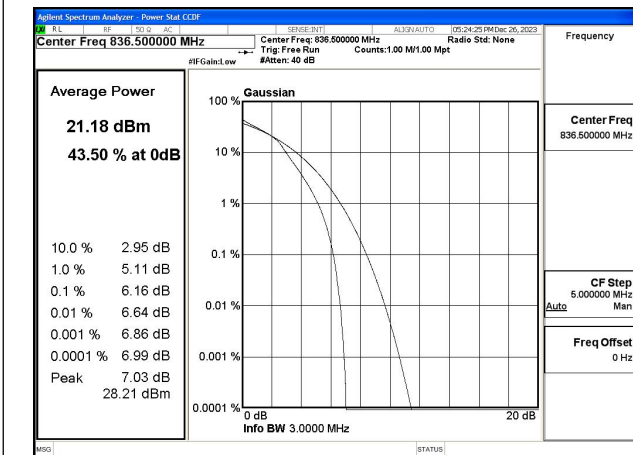 Agilent Spectrum Analyzer - Power Stat CCDF
RL RF 50 Ω AC SENSE:INT ALIGN AUTO 05:24:25 PM Dec 26, 2023
Center Freq 836.500000 MHz
Center Freq: 836.500000 MHz Radio Std: None
Trig: Free Run Counts:1.00 M/1.00 Mpt
#IFGain:Low #Atten: 40 dB
Frequency
Average Power
21.18 dBm
43.50 % at 0dB
10.0 % 2.95 dB
1.0 % 5.11 dB
0.1 % 6.16 dB
0.01 % 6.64 dB
0.001 % 6.86 dB
0.0001 % 6.99 dB
Peak 7.03 dB
28.21 dBm
Gaussian
100 %
10 %
1 %
0.1 %
0.01 %
0.001 %
0.0001 %
0 dB 20 dB
Info BW 3.0000 MHz
Center Freq
836.500000 MHz
CF Step
5.000000 MHz
Auto Man
Freq Offset
0 Hz
MSG STATUS